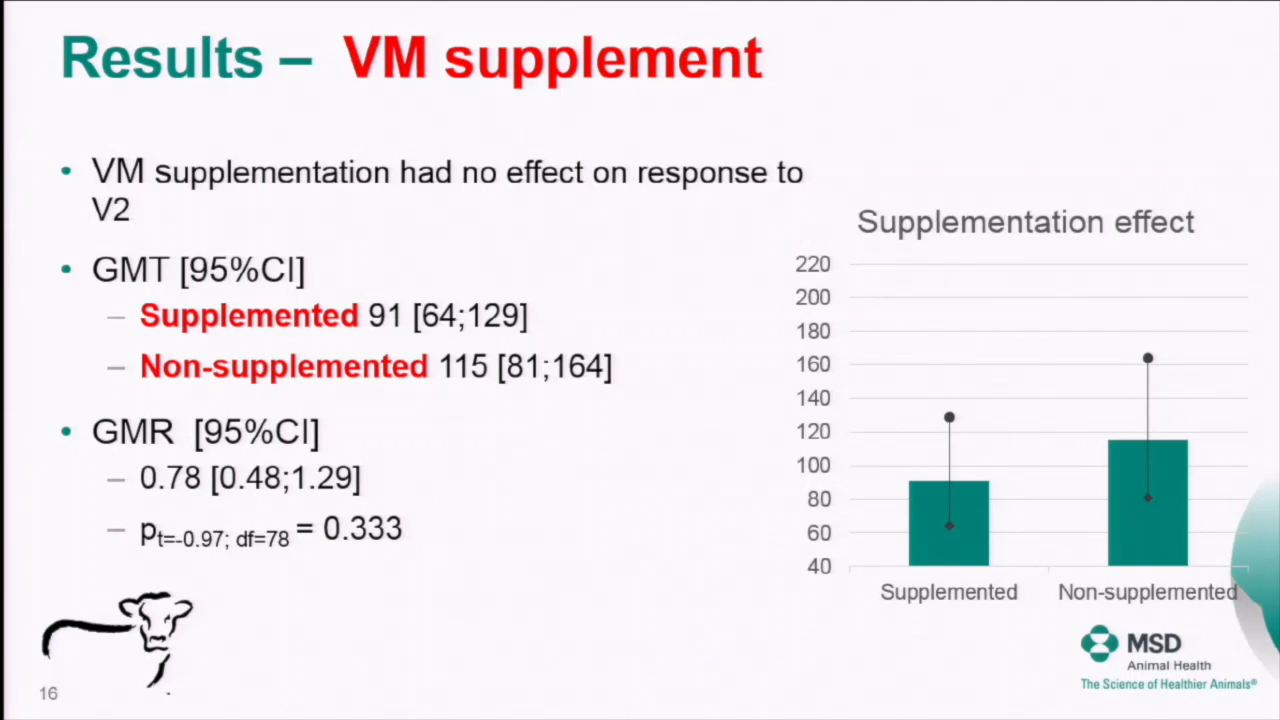 Results – VM supplement
• VM supplementation had no effect on response to
V2
• GMT [95%CI]
– Supplemented 91 [64;129]
– Non-supplemented 115 [81;164]
• GMR [95%CI]
– 0.78 [0.48;1.29]
– pt=-0.97; df=78 = 0.333
Supplementation effect
220
200
180
160
140
120
100
80
60
40
Supplemented Non-supplemented
MSD
Animal Health
The Science of Healthier Animals®
16